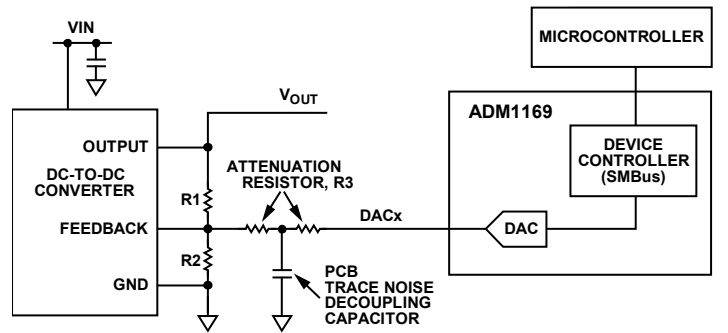 VIN
MICROCONTROLLER
VOUT
ADM1169
OUTPUT
DC-TO-DC
CONVERTER
ATTENUATION
RESISTOR, R3
DEVICE
CONTROLLER
(SMBus)
R1
FEEDBACK
DACx
DAC
R2
GND
PCB
TRACE NOISE
DECOUPLING
CAPACITOR